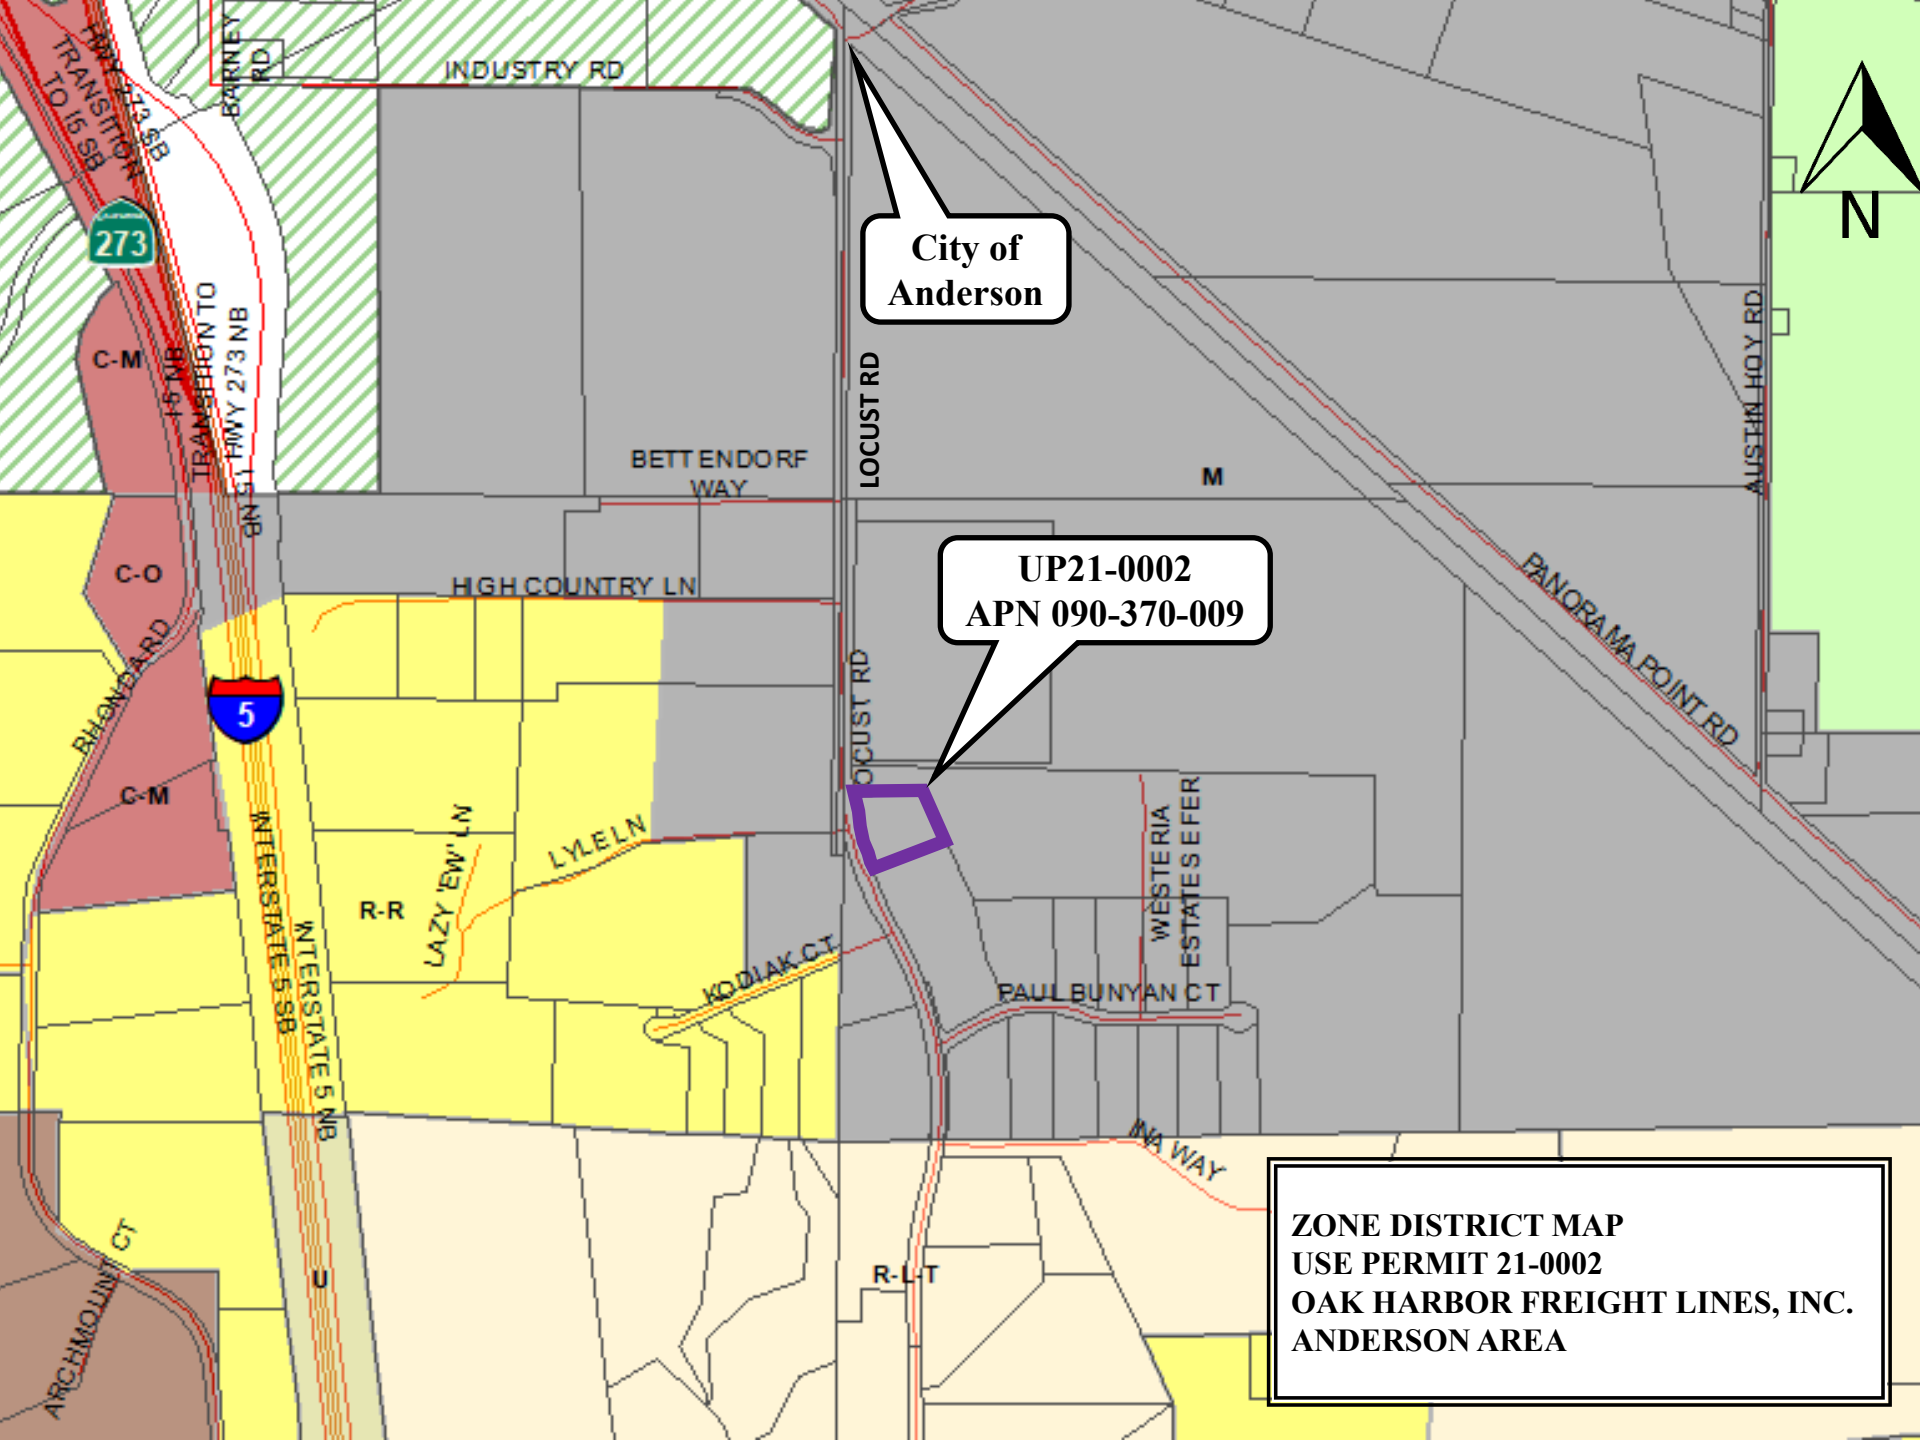 HWY 273 SB
TRANSITION
TO I5 SB
BARNEY
RD
INDUSTRY RD
N
273
City of
Anderson
TRANSITION TO
HWY 273 NB
I5 NB
I5 NB
C-M
LOCUST RD
AUSTIN HOY RD
BETTENDORF
WAY
M
C-O
HIGH COUNTRY LN
UP21-0002
APN 090-370-009
PANORAMA POINT RD
RHONDA RD
5
OCUST RD
C-M
INTERSTATE 5 SB
INTERSTATE 5 NB
LAZY 'EW' LN
LYLE LN
R-R
WESTERIA
ESTATES EFER
KODIAK CT
PAUL BUNYAN CT
INA WAY
ARCHMOUNT CT
U
R-L-T
ZONE DISTRICT MAP
USE PERMIT 21-0002
OAK HARBOR FREIGHT LINES, INC.
ANDERSON AREA